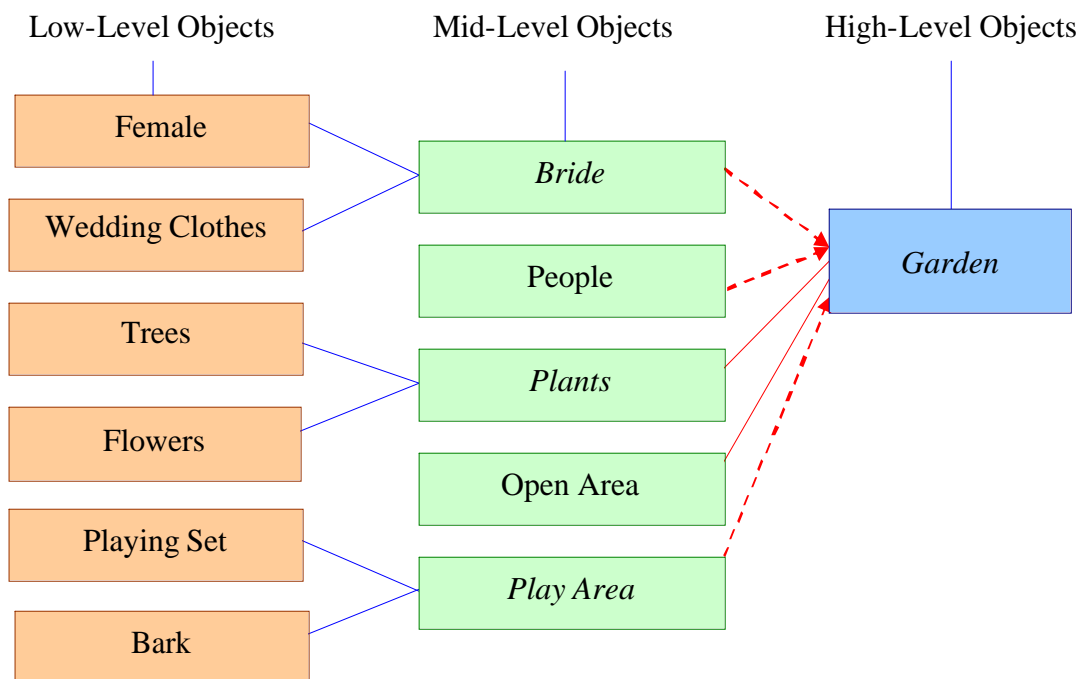 Low-Level Objects
Mid-Level Objects
High-Level Objects
Female
Wedding Clothes
Trees
Flowers
Playing Set
Bark
Bride
People
Plants
Open Area
Play Area
Garden